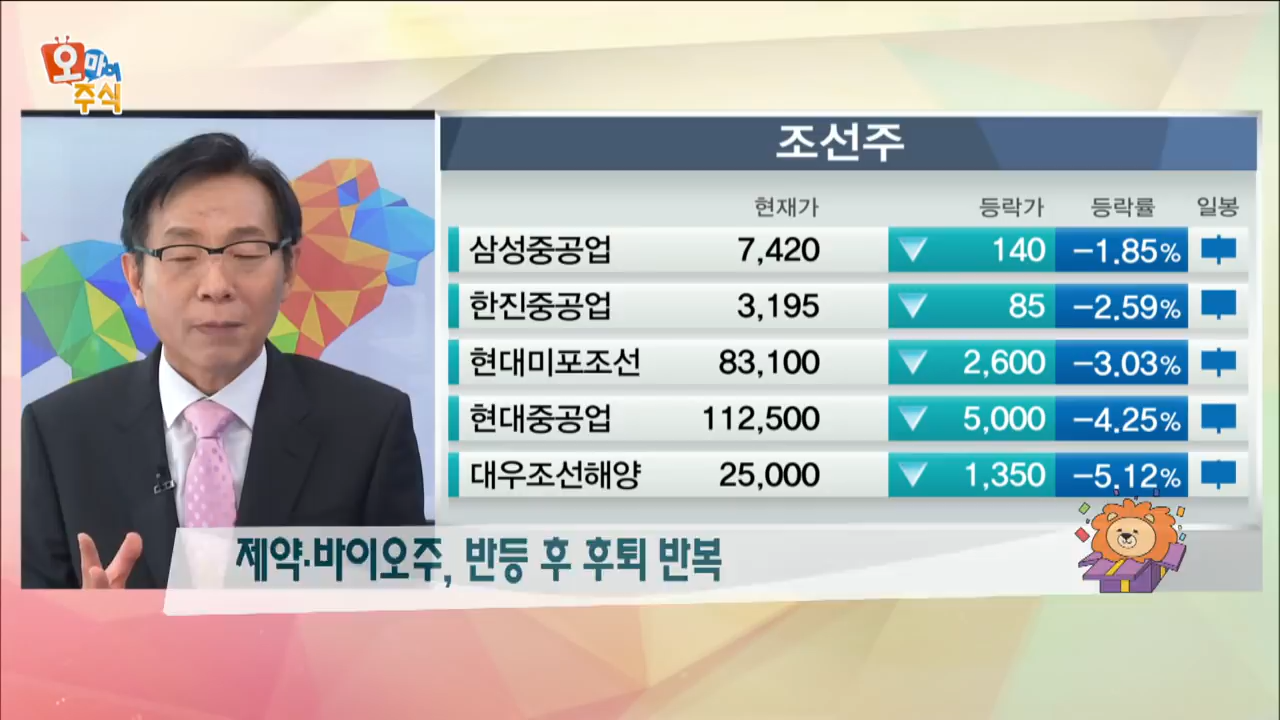 오마이
주식
조선주
현재가 등락가 등락률 일봉
삼성중공업 7,420 ▼ 140 -1.85%
한진중공업 3,195 ▼ 85 -2.59%
현대미포조선 83,100 ▼ 2,600 -3.03%
현대중공업 112,500 ▼ 5,000 -4.25%
대우조선해양 25,000 ▼ 1,350 -5.12%
제약·바이오주, 반등 후 후퇴 반복